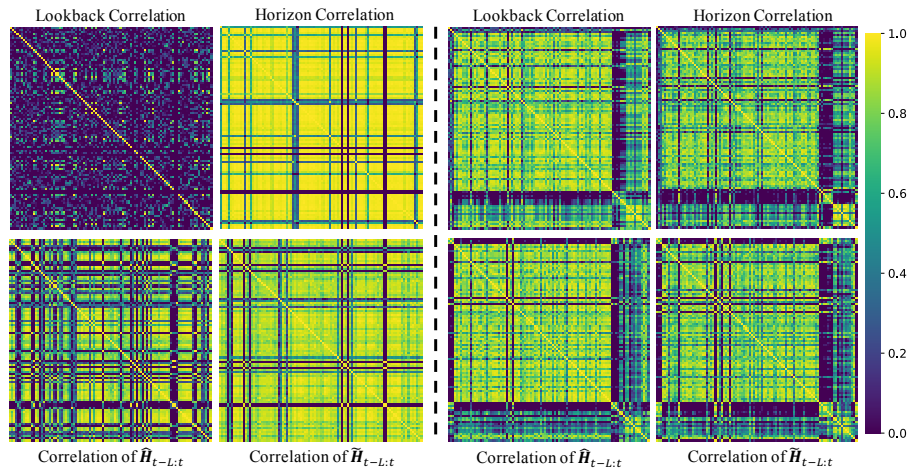 Lookback Correlation
Horizon Correlation
Lookback Correlation
Horizon Correlation
1.0
0.8
0.6
0.4
0.2
0.0
Correlation of Ĥ_{t−L:t}
Correlation of H̃_{t−L:t}
Correlation of Ĥ_{t−L:t}
Correlation of H̃_{t−L:t}